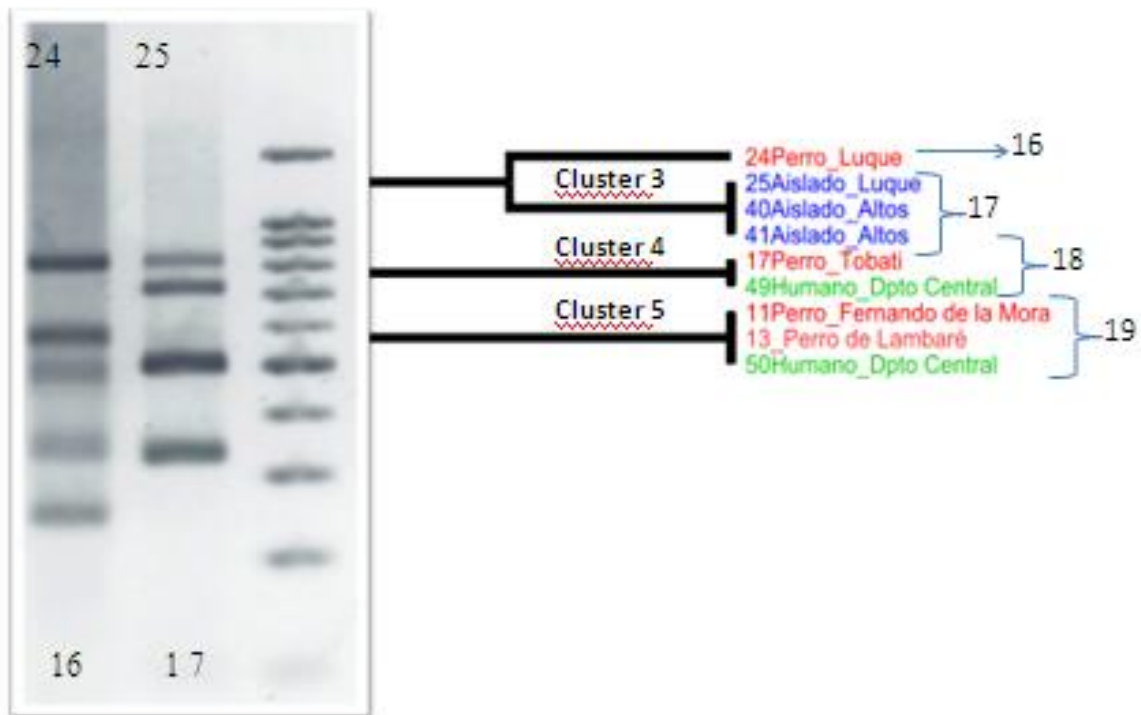 24 25
24Perro_Luque 16
Cluster 3
25Aislado_Luque
40Aislado_Altos 17
41Aislado_Altos
Cluster 4
17Perro_Tobati 18
49Humano_Dpto Central
Cluster 5
11Perro_Fernando de la Mora
13_Perro de Lambaré 19
50Humano_Dpto Central
16 17